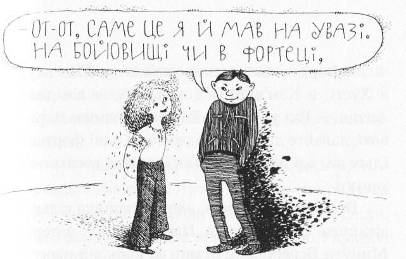 - ОТ-ОТ, САМЕ ЦЕ Я Й МАВ НА УВАЗІ.
НА БОЙОВИЩІ ЧИ В ФОРТЕЦІ,